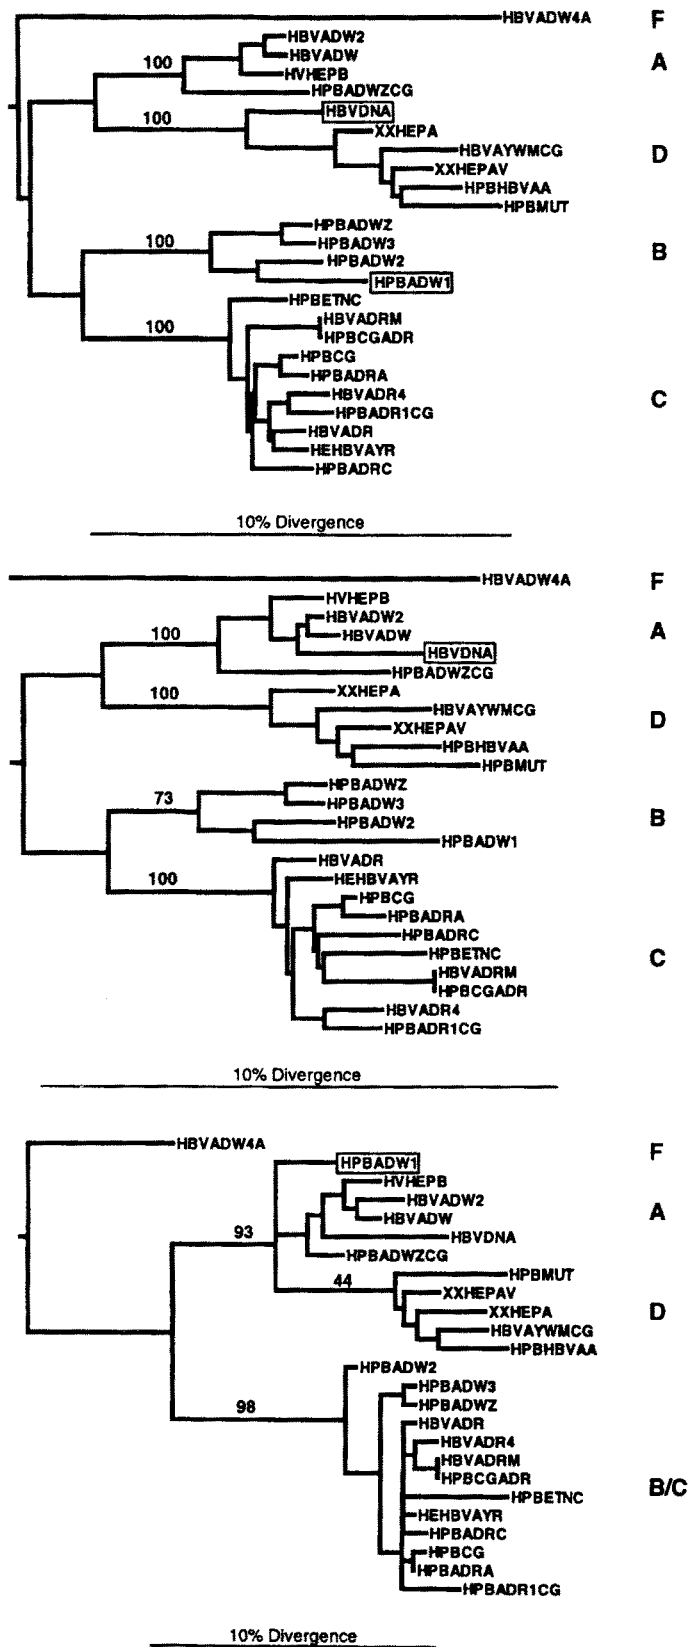 HBVADW4A F
HBVADW2
HBVADW A
100
HVHEPB
HPBADWZCG
HBVDNA
100
XXHEPA
HBVAYWMCG D
XXHEPAV
HPBHBVAA
HPBMUT
HPBADWZ
100
HPBADW3 B
HPBADW2
HPBADW1
HPBETNC
100
HBVADRM
HPBCGADR
HPBCG
HPBADRA
HBVADR4 C
HPBADR1CG
HBVADR
HEHBVAYR
HPBADRC
10% Divergence
HBVADW4A F
HVHEPB
HBVADW2
100
HBVADW A
HBVDNA
HPBADWZCG
100
XXHEPA
HBVAYWMCG D
XXHEPAV
HPBHBVAA
HPBMUT
HPBADWZ
73
HPBADW3
HPBADW2 B
HPBADW1
HBVADR
100
HEHBVAYR
HPBCG
HPBADRA
HPBADRC
HPBETNC C
HBVADRM
HPBCGADR
HBVADR4
HPBADR1CG
10% Divergence
HBVADW4A F
HPBADW1
HVHEPB
HBVADW2 A
HBVADW
93
HBVDNA
HPBADWZCG
44
HPBMUT
XXHEPAV
XXHEPA D
HBVAYWMCG
HPBHBVAA
HPBADW2
HPBADW3
98
HPBADWZ
HBVADR
HBVADR4
HBVADRM
HPBCGADR B/C
HPBETNC
HEHBVAYR
HPBADRC
HPBCG
HPBADRA
HPBADR1CG
10% Divergence